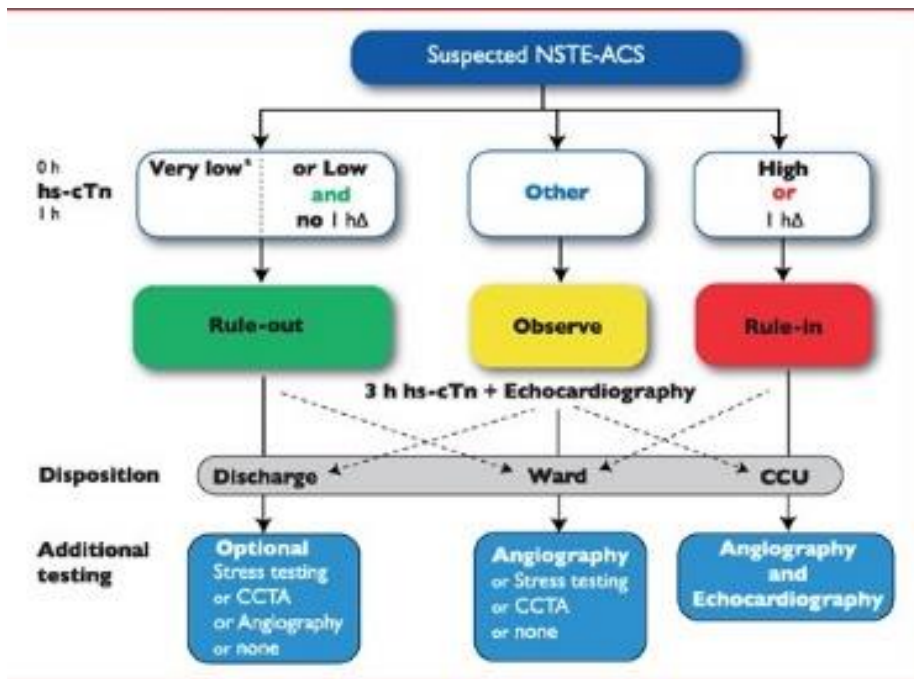 Suspected NSTE-ACS
0 h
hs-cTn
1 h
Very lowª
or Low
and
no 1 hΔ
Other
High
or
1 hΔ
Rule-out
Observe
Rule-in
3 h hs-cTn + Echocardiography
Disposition
Discharge
Ward
CCU
Additional
testing
Optional
Stress testing
or CCTA
or Angiography
or none
Angiography
or Stress testing
or CCTA
or none
Angiography
and
Echocardiography